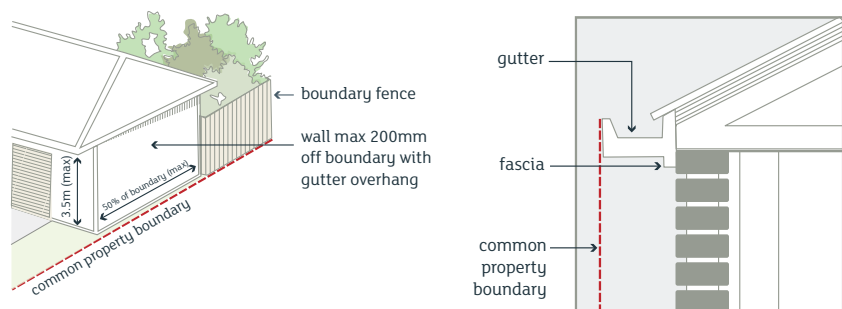 boundary fence
wall max 200mm
off boundary with
gutter overhang
3.5m (max)
50% of boundary (max)
common property boundary
gutter
fascia
common
property
boundary